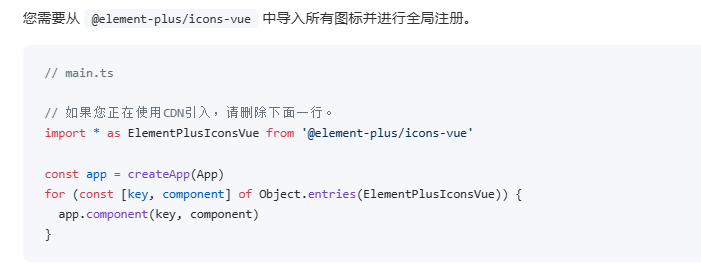 您需要从 @element-plus/icons-vue 中导入所有图标并进行全局注册。
// main.ts
// 如果您正在使用CDN引入，请删除下面一行。
import * as ElementPlusIconsVue from '@element-plus/icons-vue'
const app = createApp(App)
for (const [key, component] of Object.entries(ElementPlusIconsVue)) {
  app.component(key, component)
}